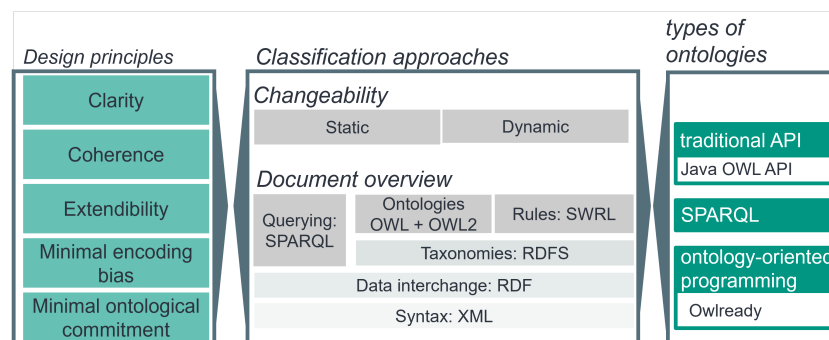 Design principles
Clarity
Coherence
Extendibility
Minimal encoding
bias
Minimal ontological
commitment
Classification approaches
Changeability
Static
Dynamic
Document overview
Querying:
SPARQL
Ontologies
OWL + OWL2
Rules: SWRL
Taxonomies: RDFS
Data interchange: RDF
Syntax: XML
types of
ontologies
traditional API
Java OWL API
SPARQL
ontology-oriented
programming
Owlready